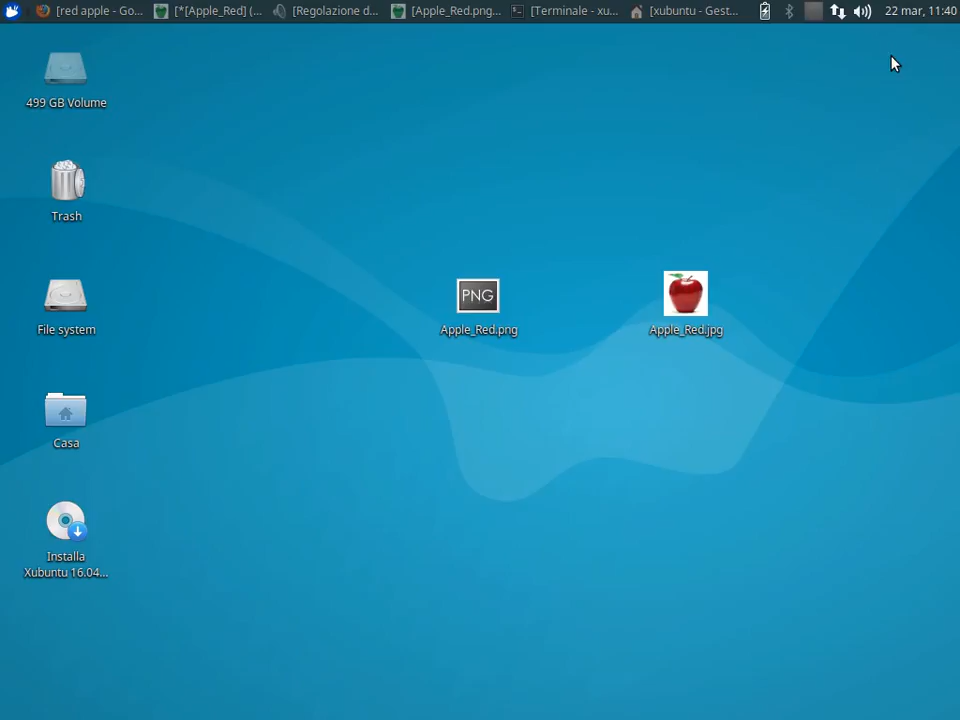 [red apple - Go...
[*[Apple_Red] (...
[Regolazione d...
[Apple_Red.png...
[Terminale - xu...
[xubuntu - Gest...
22 mar, 11:40
499 GB Volume
Trash
File system
Casa
Installa
Xubuntu 16.04...
PNG
Apple_Red.png
Apple_Red.jpg